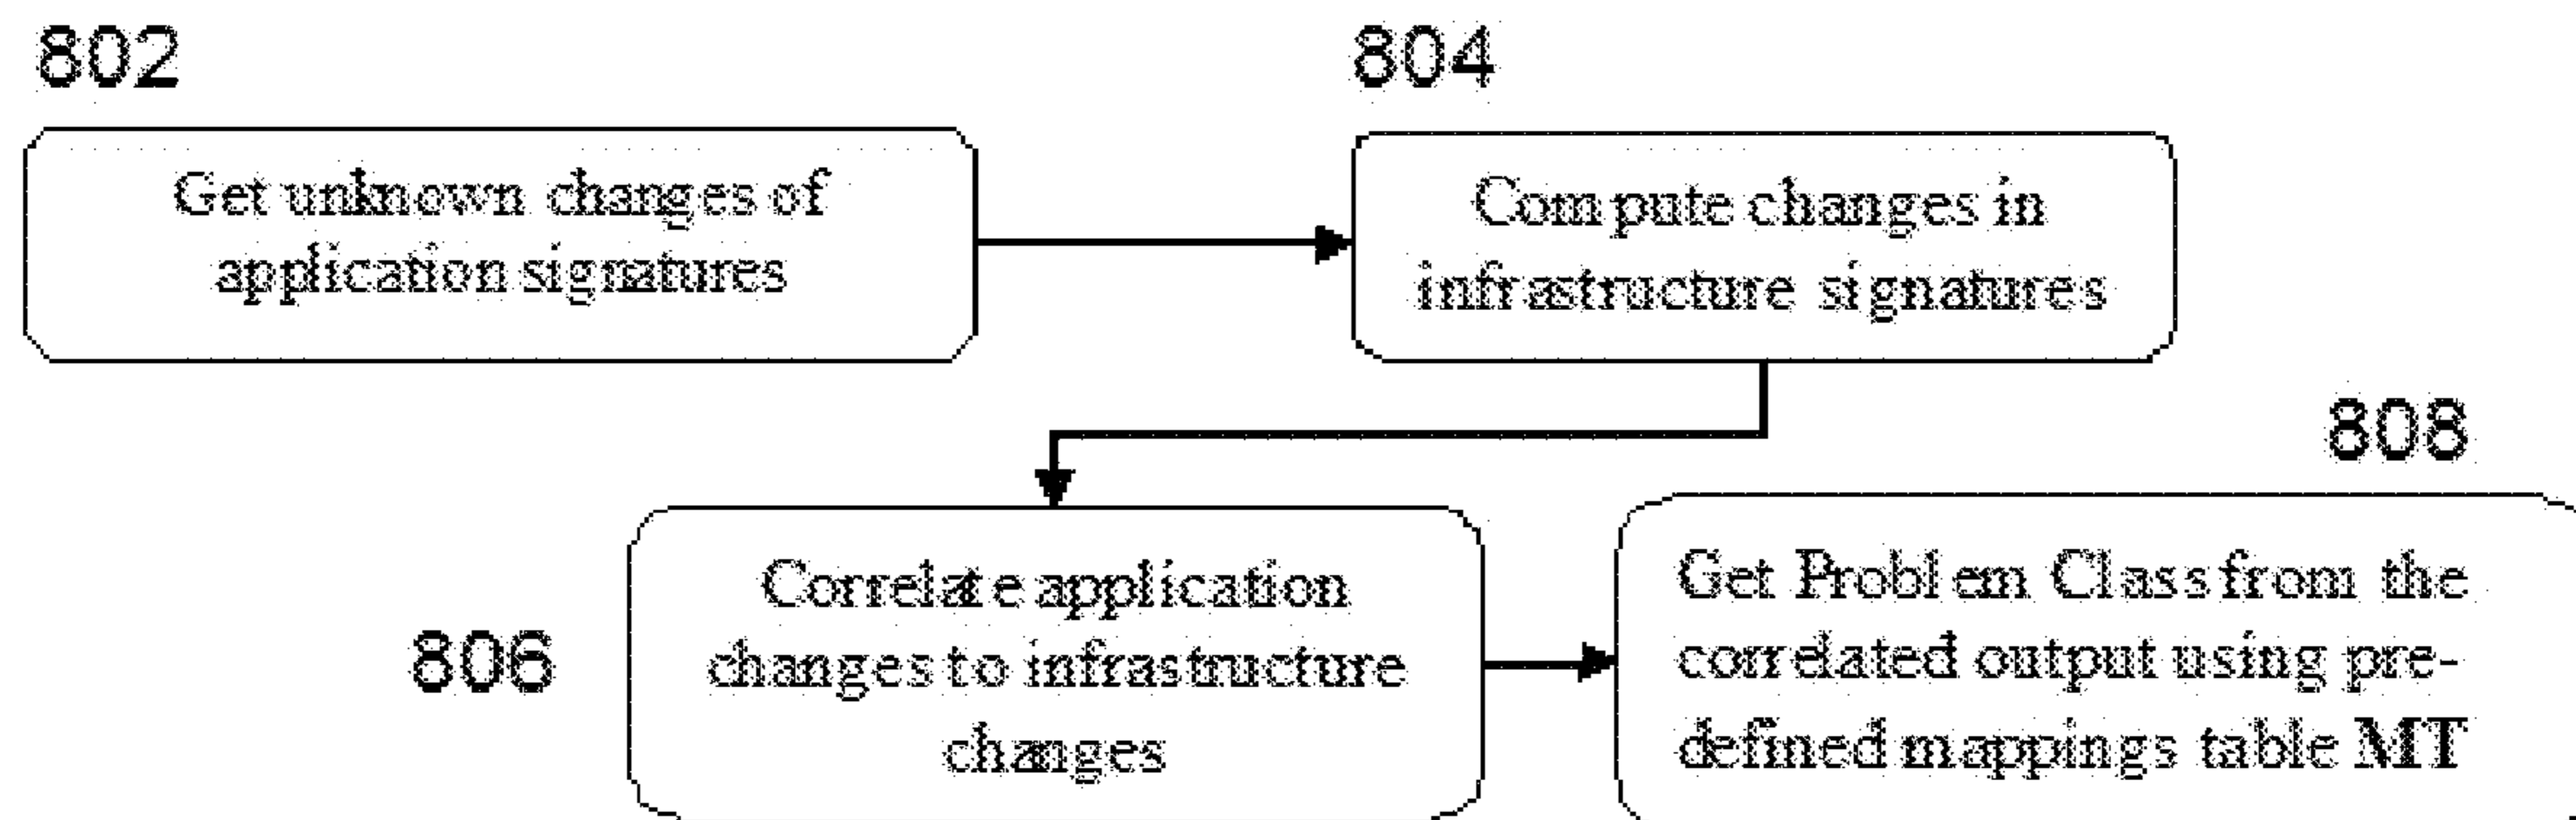 802
Get unknown changes of
application signatures
804
Compute changes in
infrastructure signatures
806
Correlate application
changes to infrastructure
changes
808
Get Problem Class from the
correlated output using pre-
defined mappings table MT